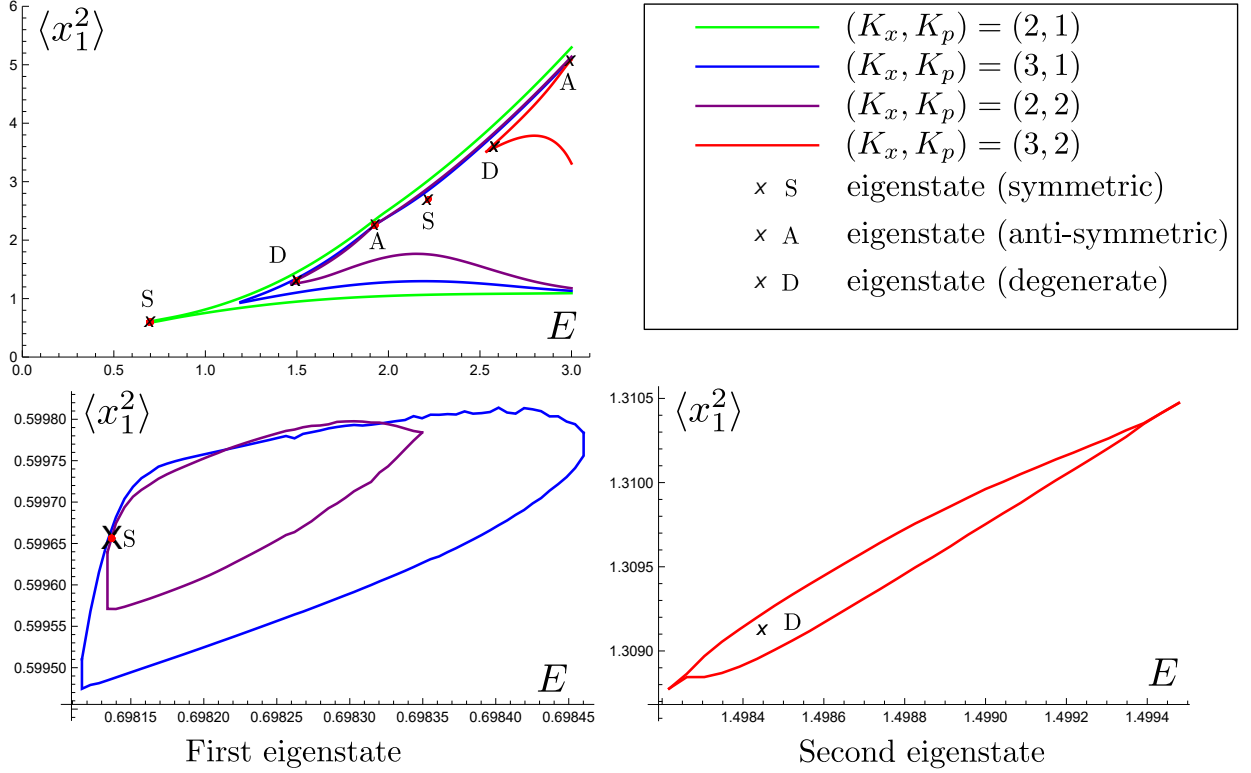 ⟨x₁²⟩
6
5
4
3
2
1
0
0.0 0.5 1.0 1.5 2.0 2.5 3.0
E
S
D
A
S
D
A
(Kₓ, Kₚ) = (2, 1)
(Kₓ, Kₚ) = (3, 1)
(Kₓ, Kₚ) = (2, 2)
(Kₓ, Kₚ) = (3, 2)
x S eigenstate (symmetric)
x A eigenstate (anti-symmetric)
x D eigenstate (degenerate)
⟨x₁²⟩
0.59980
0.59975
0.59970
0.59965
0.59960
0.59955
0.59950
S
E
0.69815 0.69820 0.69825 0.69830 0.69835 0.69840 0.69845
First eigenstate
⟨x₁²⟩
1.3105
1.3100
1.3095
1.3090
D
E
1.4984 1.4986 1.4988 1.4990 1.4992 1.4994
Second eigenstate